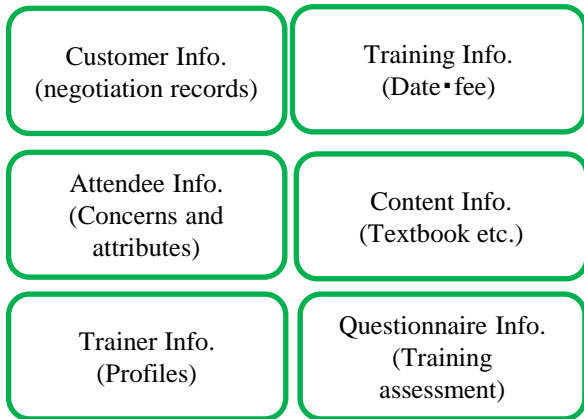 Customer Info.
(negotiation records)
Training Info.
(Date･fee)
Attendee Info.
(Concerns and
attributes)
Content Info.
(Textbook etc.)
Trainer Info.
(Profiles)
Questionnaire Info.
(Training
assessment)